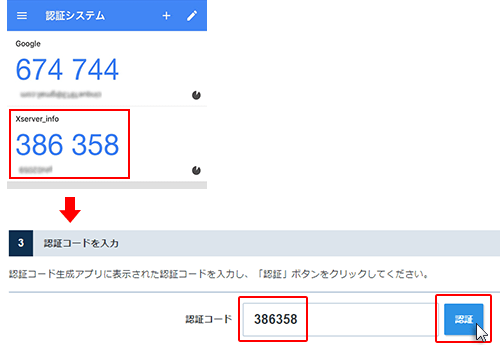 認証システム
Google
674 744
Xserver_info
386 358
3 認証コードを入力
認証コード生成アプリに表示された認証コードを入力し、「認証」ボタンをクリックしてください。
認証コード 386358 認証